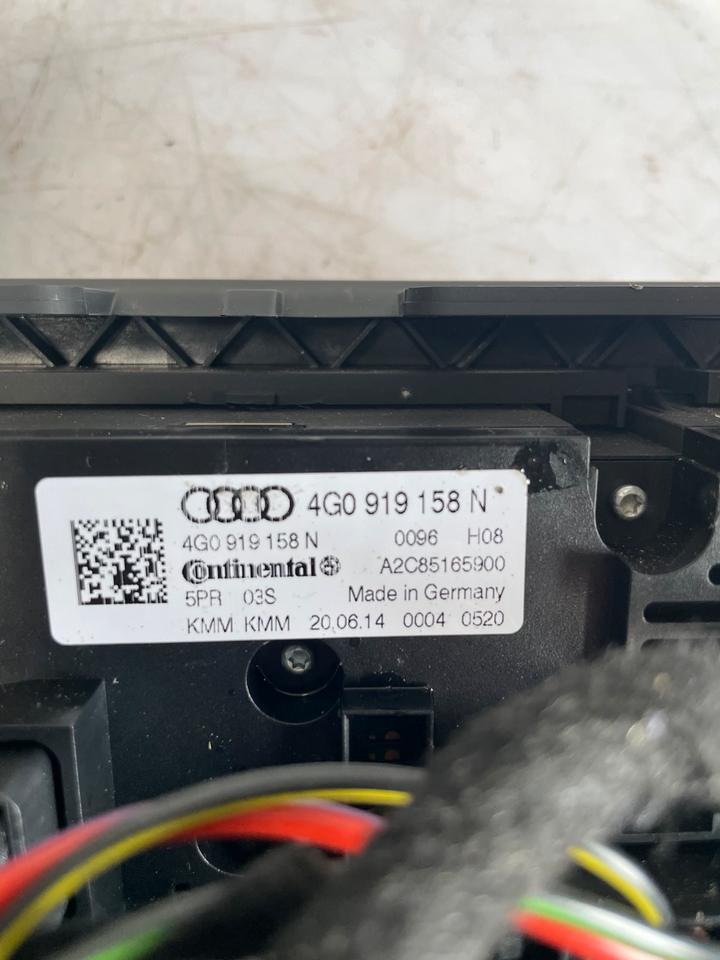 4G0 919 158 N
4G0 919 158 N 0096 H08
Continental A2C85165900
5PR 03S Made in Germany
KMM KMM 20.06.14 0004 0520